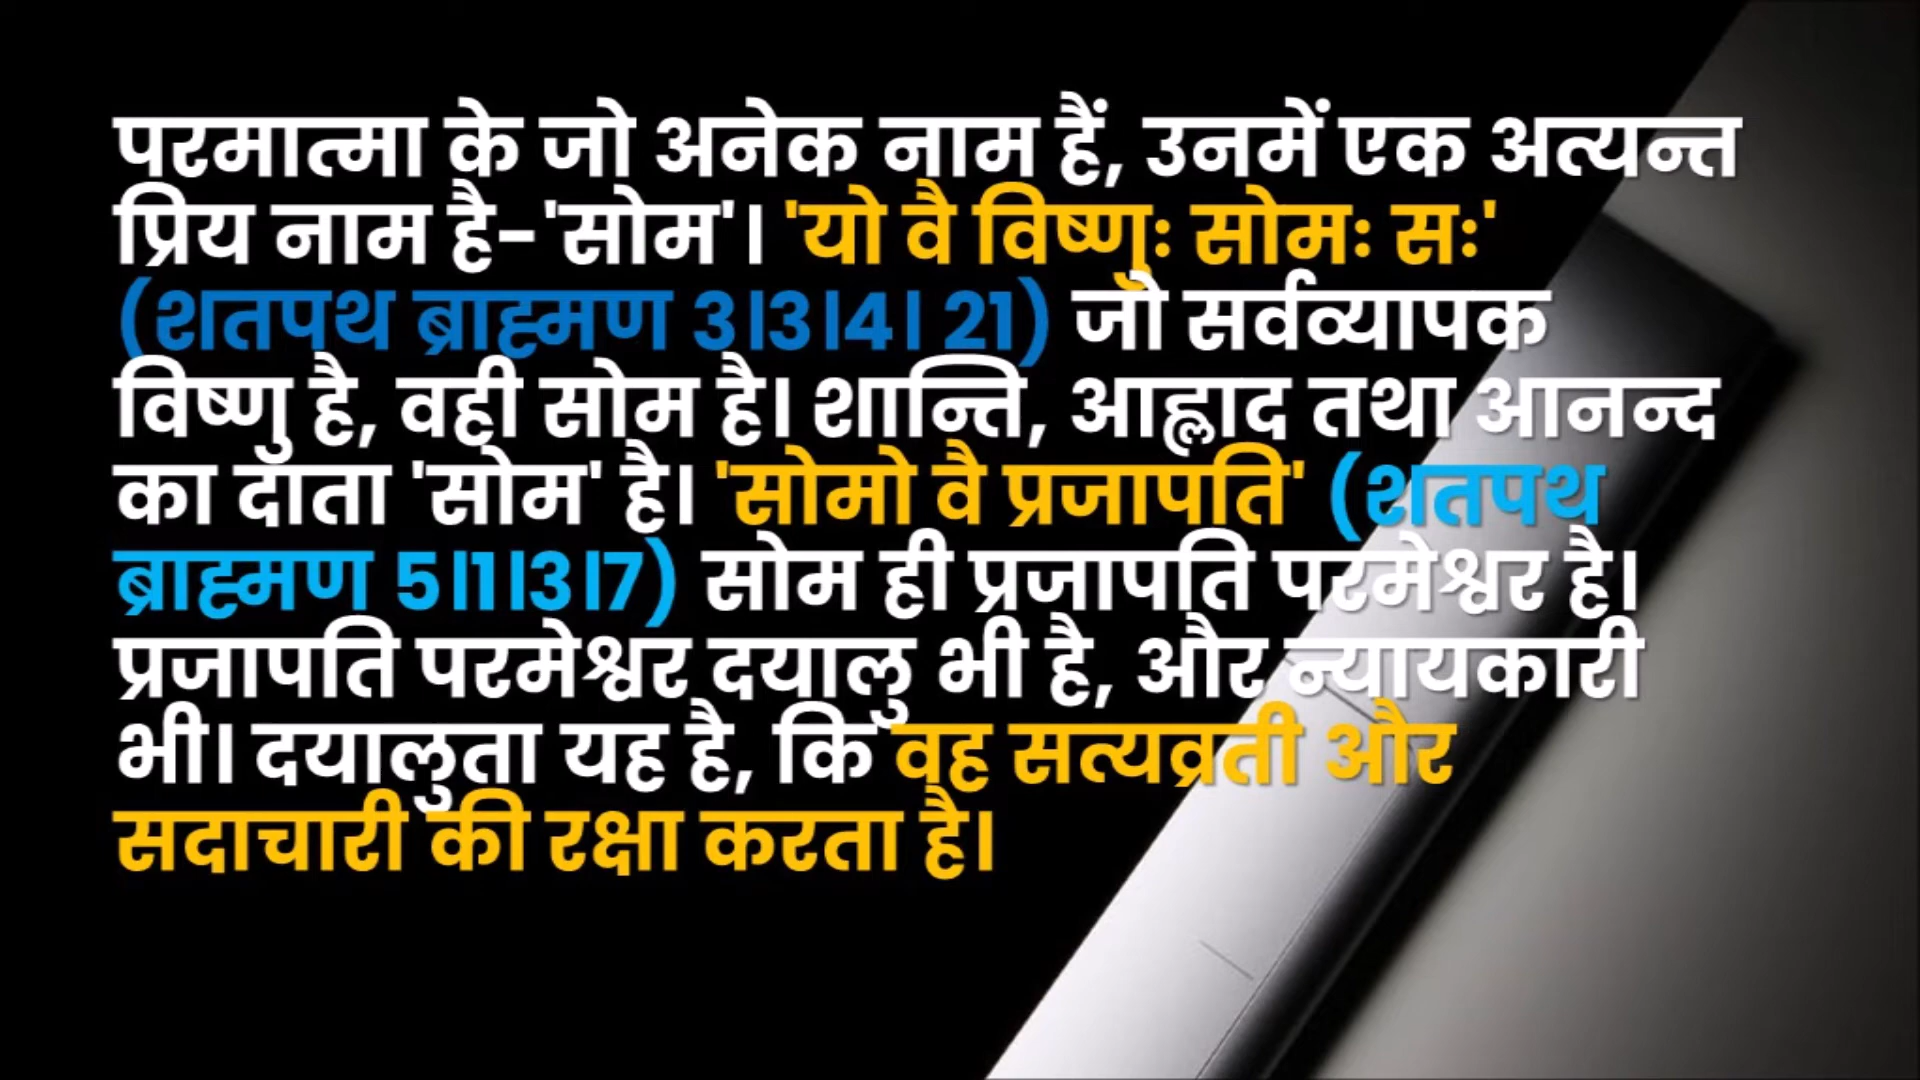 परमात्मा के जो अनेक नाम हैं, उनमें एक अत्यन्त
प्रिय नाम है-'सोम'। 'यो वै विष्णुः सोमः सः'
(शतपथ ब्राह्मण 3।3।4। 21) जो सर्वव्यापक
विष्णु है, वही सोम है। शान्ति, आह्लाद तथा आनन्द
का दाता 'सोम' है। 'सोमो वै प्रजापति' (शतपथ
ब्राह्मण 5।1।3।7) सोम ही प्रजापति परमेश्वर है।
प्रजापति परमेश्वर दयालु भी है, और न्यायकारी
भी। दयालुता यह है, कि वह सत्यव्रती और
सदाचारी की रक्षा करता है।